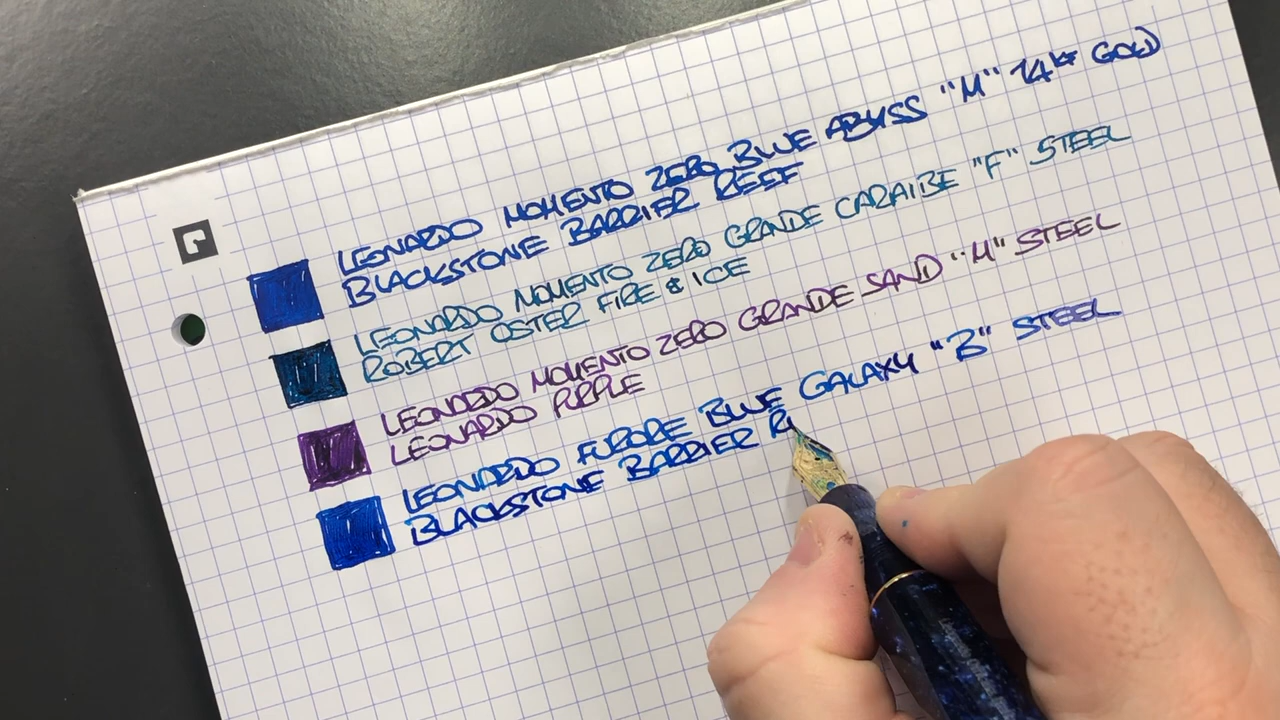 LEONARDO MOMENTO ZERO BLUE ABYSS "M" 14kt GOLD
BLACKSTONE BARRIER REEF
LEONARDO MOMENTO ZERO GRANDE CARAIBE "F" STEEL
ROBERT OSTER FIRE & ICE
LEONARDO MOMENTO ZERO GRANDE SAND "M" STEEL
LEONARDO PURPLE
LEONARDO FURORE BLUE GALAXY "B" STEEL
BLACKSTONE BARRIER